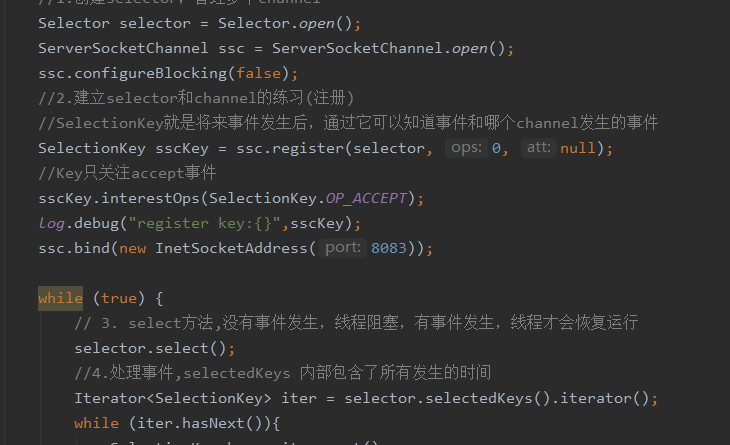 //1.创建selector, 管理多个channel
Selector selector = Selector.open();
ServerSocketChannel ssc = ServerSocketChannel.open();
ssc.configureBlocking(false);
//2.建立selector和channel的练习(注册)
//SelectionKey就是将来事件发生后，通过它可以知道事件和哪个channel发生的事件
SelectionKey sscKey = ssc.register(selector, ops: 0, att: null);
//Key只关注accept事件
sscKey.interestOps(SelectionKey.OP_ACCEPT);
log.debug("register key:{}",sscKey);
ssc.bind(new InetSocketAddress( port: 8083));
while (true) {
// 3. select方法,没有事件发生，线程阻塞，有事件发生，线程才会恢复运行
selector.select();
//4.处理事件,selectedKeys 内部包含了所有发生的时间
Iterator<SelectionKey> iter = selector.selectedKeys().iterator();
while (iter.hasNext()){